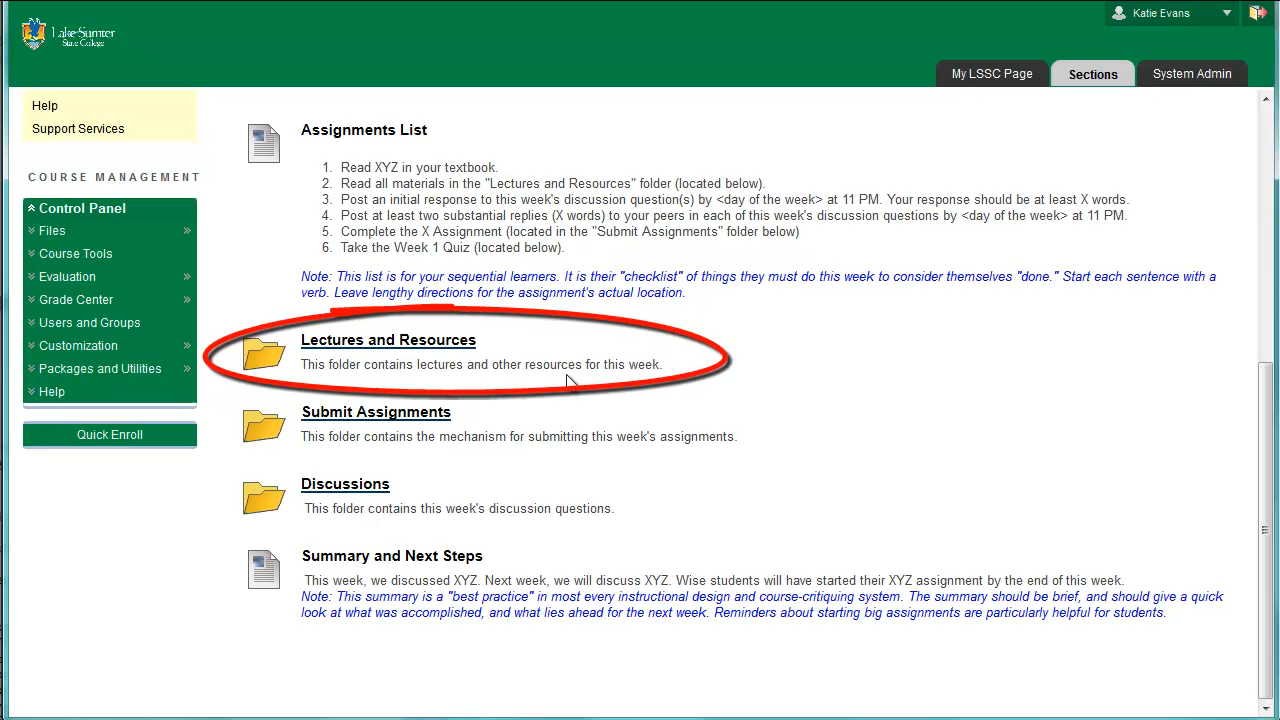 Katie Evans
Lake-Sumter
State College
My LSSC Page
Sections
System Admin
Help
Support Services
COURSE MANAGEMENT
Control Panel
Files
Course Tools
Evaluation
Grade Center
Users and Groups
Customization
Packages and Utilities
Help
Quick Enroll
Assignments List
1. Read XYZ in your textbook.
2. Read all materials in the "Lectures and Resources" folder (located below).
3. Post an initial response to this week's discussion question(s) by <day of the week> at 11 PM. Your response should be at least X words.
4. Post at least two substantial replies (X words) to your peers in each of this week's discussion questions by <day of the week> at 11 PM.
5. Complete the X Assignment (located in the "Submit Assignments" folder below)
6. Take the Week 1 Quiz (located below).
Note: This list is for your sequential learners. It is their "checklist" of things they must do this week to consider themselves "done." Start each sentence with a
verb. Leave lengthy directions for the assignment's actual location.
Lectures and Resources
This folder contains lectures and other resources for this week.
Submit Assignments
This folder contains the mechanism for submitting this week's assignments.
Discussions
This folder contains this week's discussion questions.
Summary and Next Steps
This week, we discussed XYZ. Next week, we will discuss XYZ. Wise students will have started their XYZ assignment by the end of this week.
Note: This summary is a "best practice" in most every instructional design and course-critiquing system. The summary should be brief, and should give a quick
look at what was accomplished, and what lies ahead for the next week. Reminders about starting big assignments are particularly helpful for students.